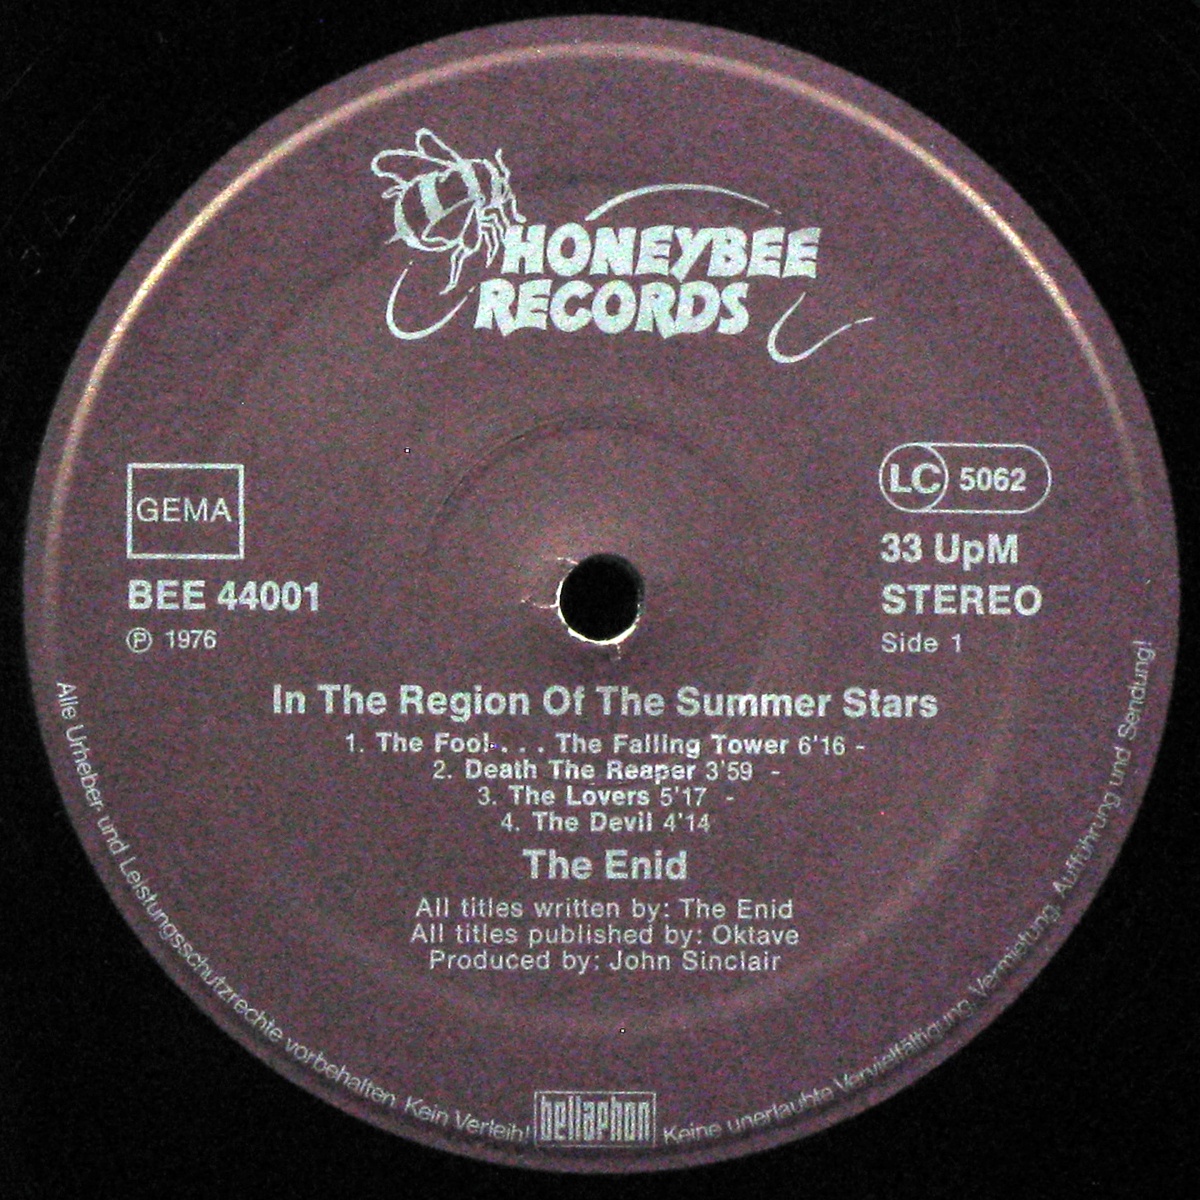 HONEYBEE
RECORDS
GEMA
BEE 44001
Ⓟ 1976
LC 5062
33 UpM
STEREO
Side 1
In The Region Of The Summer Stars
1. The Fool . . . The Falling Tower 6'16 -
2. Death The Reaper 3'59 -
3. The Lovers 5'17 -
4. The Devil 4'14
The Enid
All titles written by: The Enid
All titles published by: Oktave
Produced by: John Sinclair
Alle Urheber und Leistungsschutzrechte vorbehalten. Kein Verleih!
bellaphon
Keine unerlaubte Vervielfältigung, Vermietung, Aufführung und Sendung!